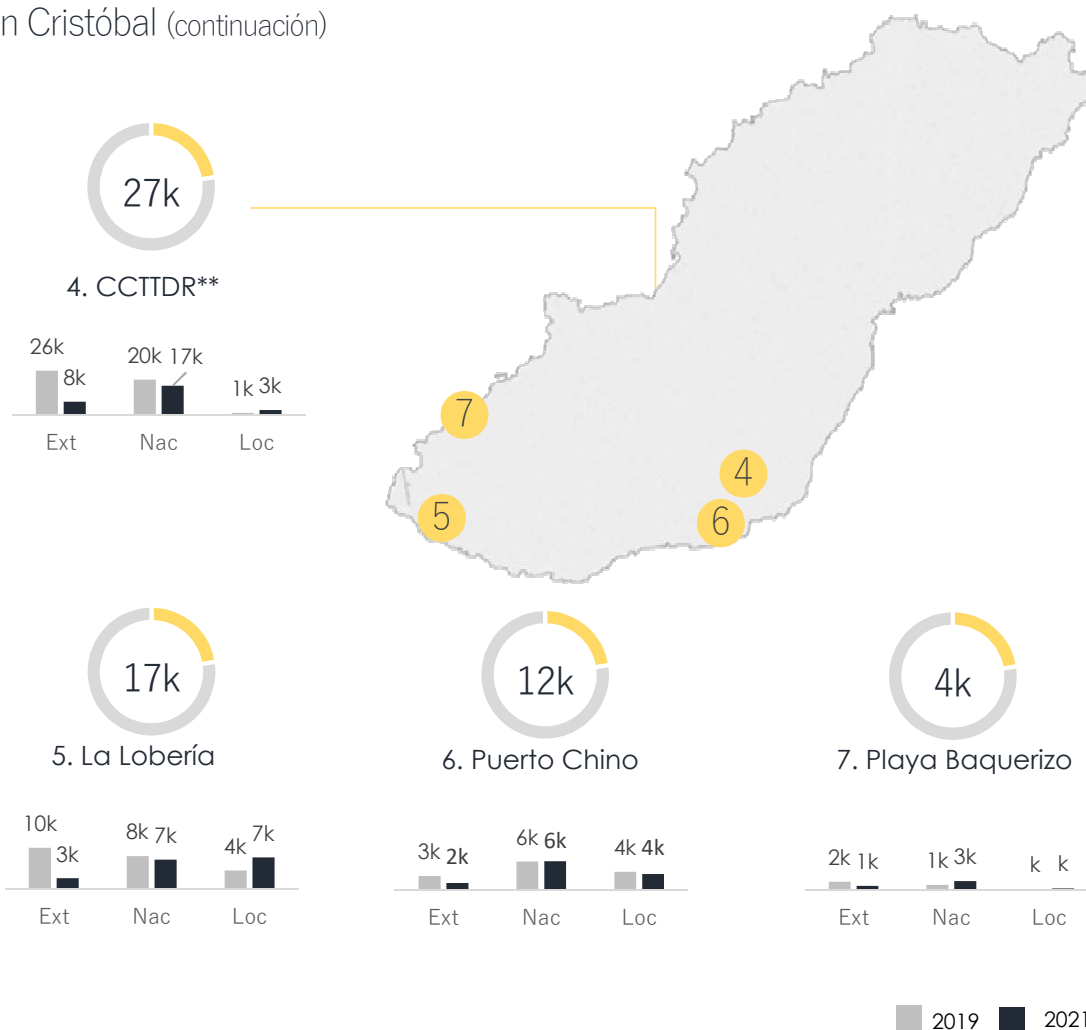 n Cristóbal (continuación)
27k
4. CCTTDR**
26k 8k 20k 17k 1k 3k
Ext Nac Loc
7
4
5
6
17k
5. La Lobería
10k 3k 8k 7k 4k 7k
Ext Nac Loc
12k
6. Puerto Chino
3k 2k 6k 6k 4k 4k
Ext Nac Loc
4k
7. Playa Baquerizo
2k 1k 1k 3k k k
Ext Nac Loc
2019 2021